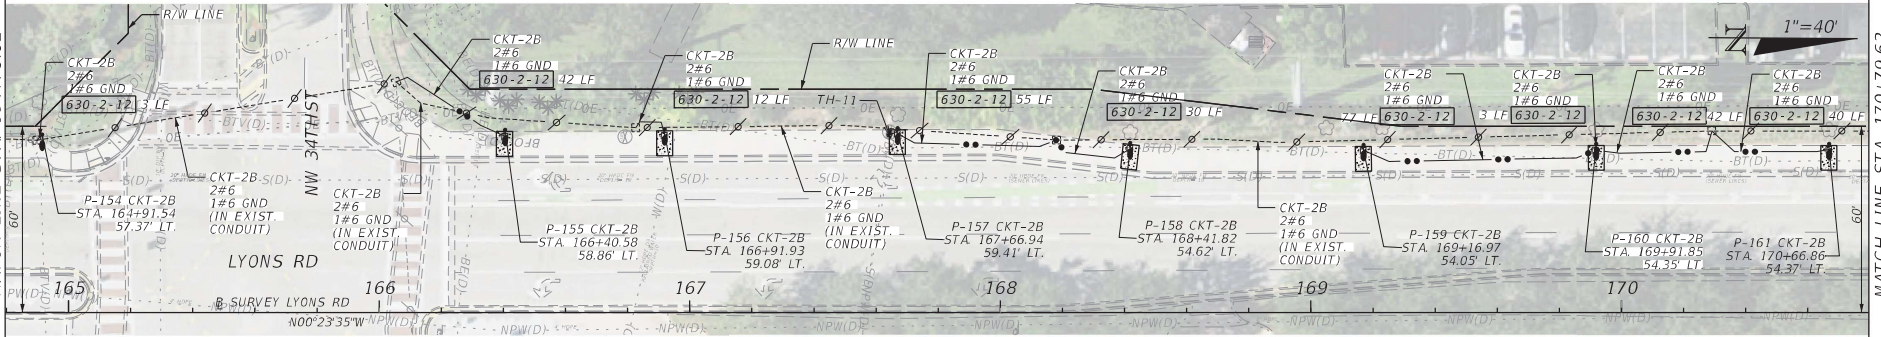 R/W LINE
CKT-2B
2#6
1#6 GND
630-2-12 3 LF
CKT-2B
2#6
1#6 GND
630-2-12 42 LF
CKT-2B
2#6
1#6 GND
630-2-12 12 LF
R/W LINE
TH-11
CKT-2B
2#6
1#6 GND
630-2-12 55 LF
CKT-2B
2#6
1#6 GND
630-2-12 30 LF
CKT-2B
2#6
1#6 GND
77 LF 630-2-12
CKT-2B
2#6
1#6 GND
3 LF 630-2-12
CKT-2B
2#6
1#6 GND
630-2-12 42 LF
CKT-2B
2#6
1#6 GND
630-2-12 40 LF
N
1"=40'
NW 34TH ST
60'
P-154 CKT-2B
STA. 164+91.54
57.37' LT.
CKT-2B
2#6
1#6 GND
(IN EXIST.
CONDUIT)
CKT-2B
2#6
1#6 GND
(IN EXIST.
CONDUIT)
P-155 CKT-2B
STA. 166+40.58
58.86' LT.
P-156 CKT-2B
STA. 166+91.93
59.08' LT.
CKT-2B
2#6
1#6 GND
(IN EXIST.
CONDUIT)
P-157 CKT-2B
STA. 167+66.94
59.41' LT.
P-158 CKT-2B
STA. 168+41.82
54.62' LT.
CKT-2B
2#6
1#6 GND
(IN EXIST.
CONDUIT)
P-159 CKT-2B
STA. 169+16.97
54.05' LT.
P-160 CKT-2B
STA. 169+91.85
54.35' LT.
P-161 CKT-2B
STA. 170+66.86
54.37' LT.
60'
LYONS RD
165 166 167 168 169 170
B SURVEY LYONS RD
N00°23'35"W
BT(D) BT(D) BT(D) BT(D) BT(D) BT(D)
S(D) S(D) S(D) S(D) S(D) S(D)
NPW(D) NPW(D) NPW(D) NPW(D) NPW(D) NPW(D)
MATCH LINE STA. 170+79.62